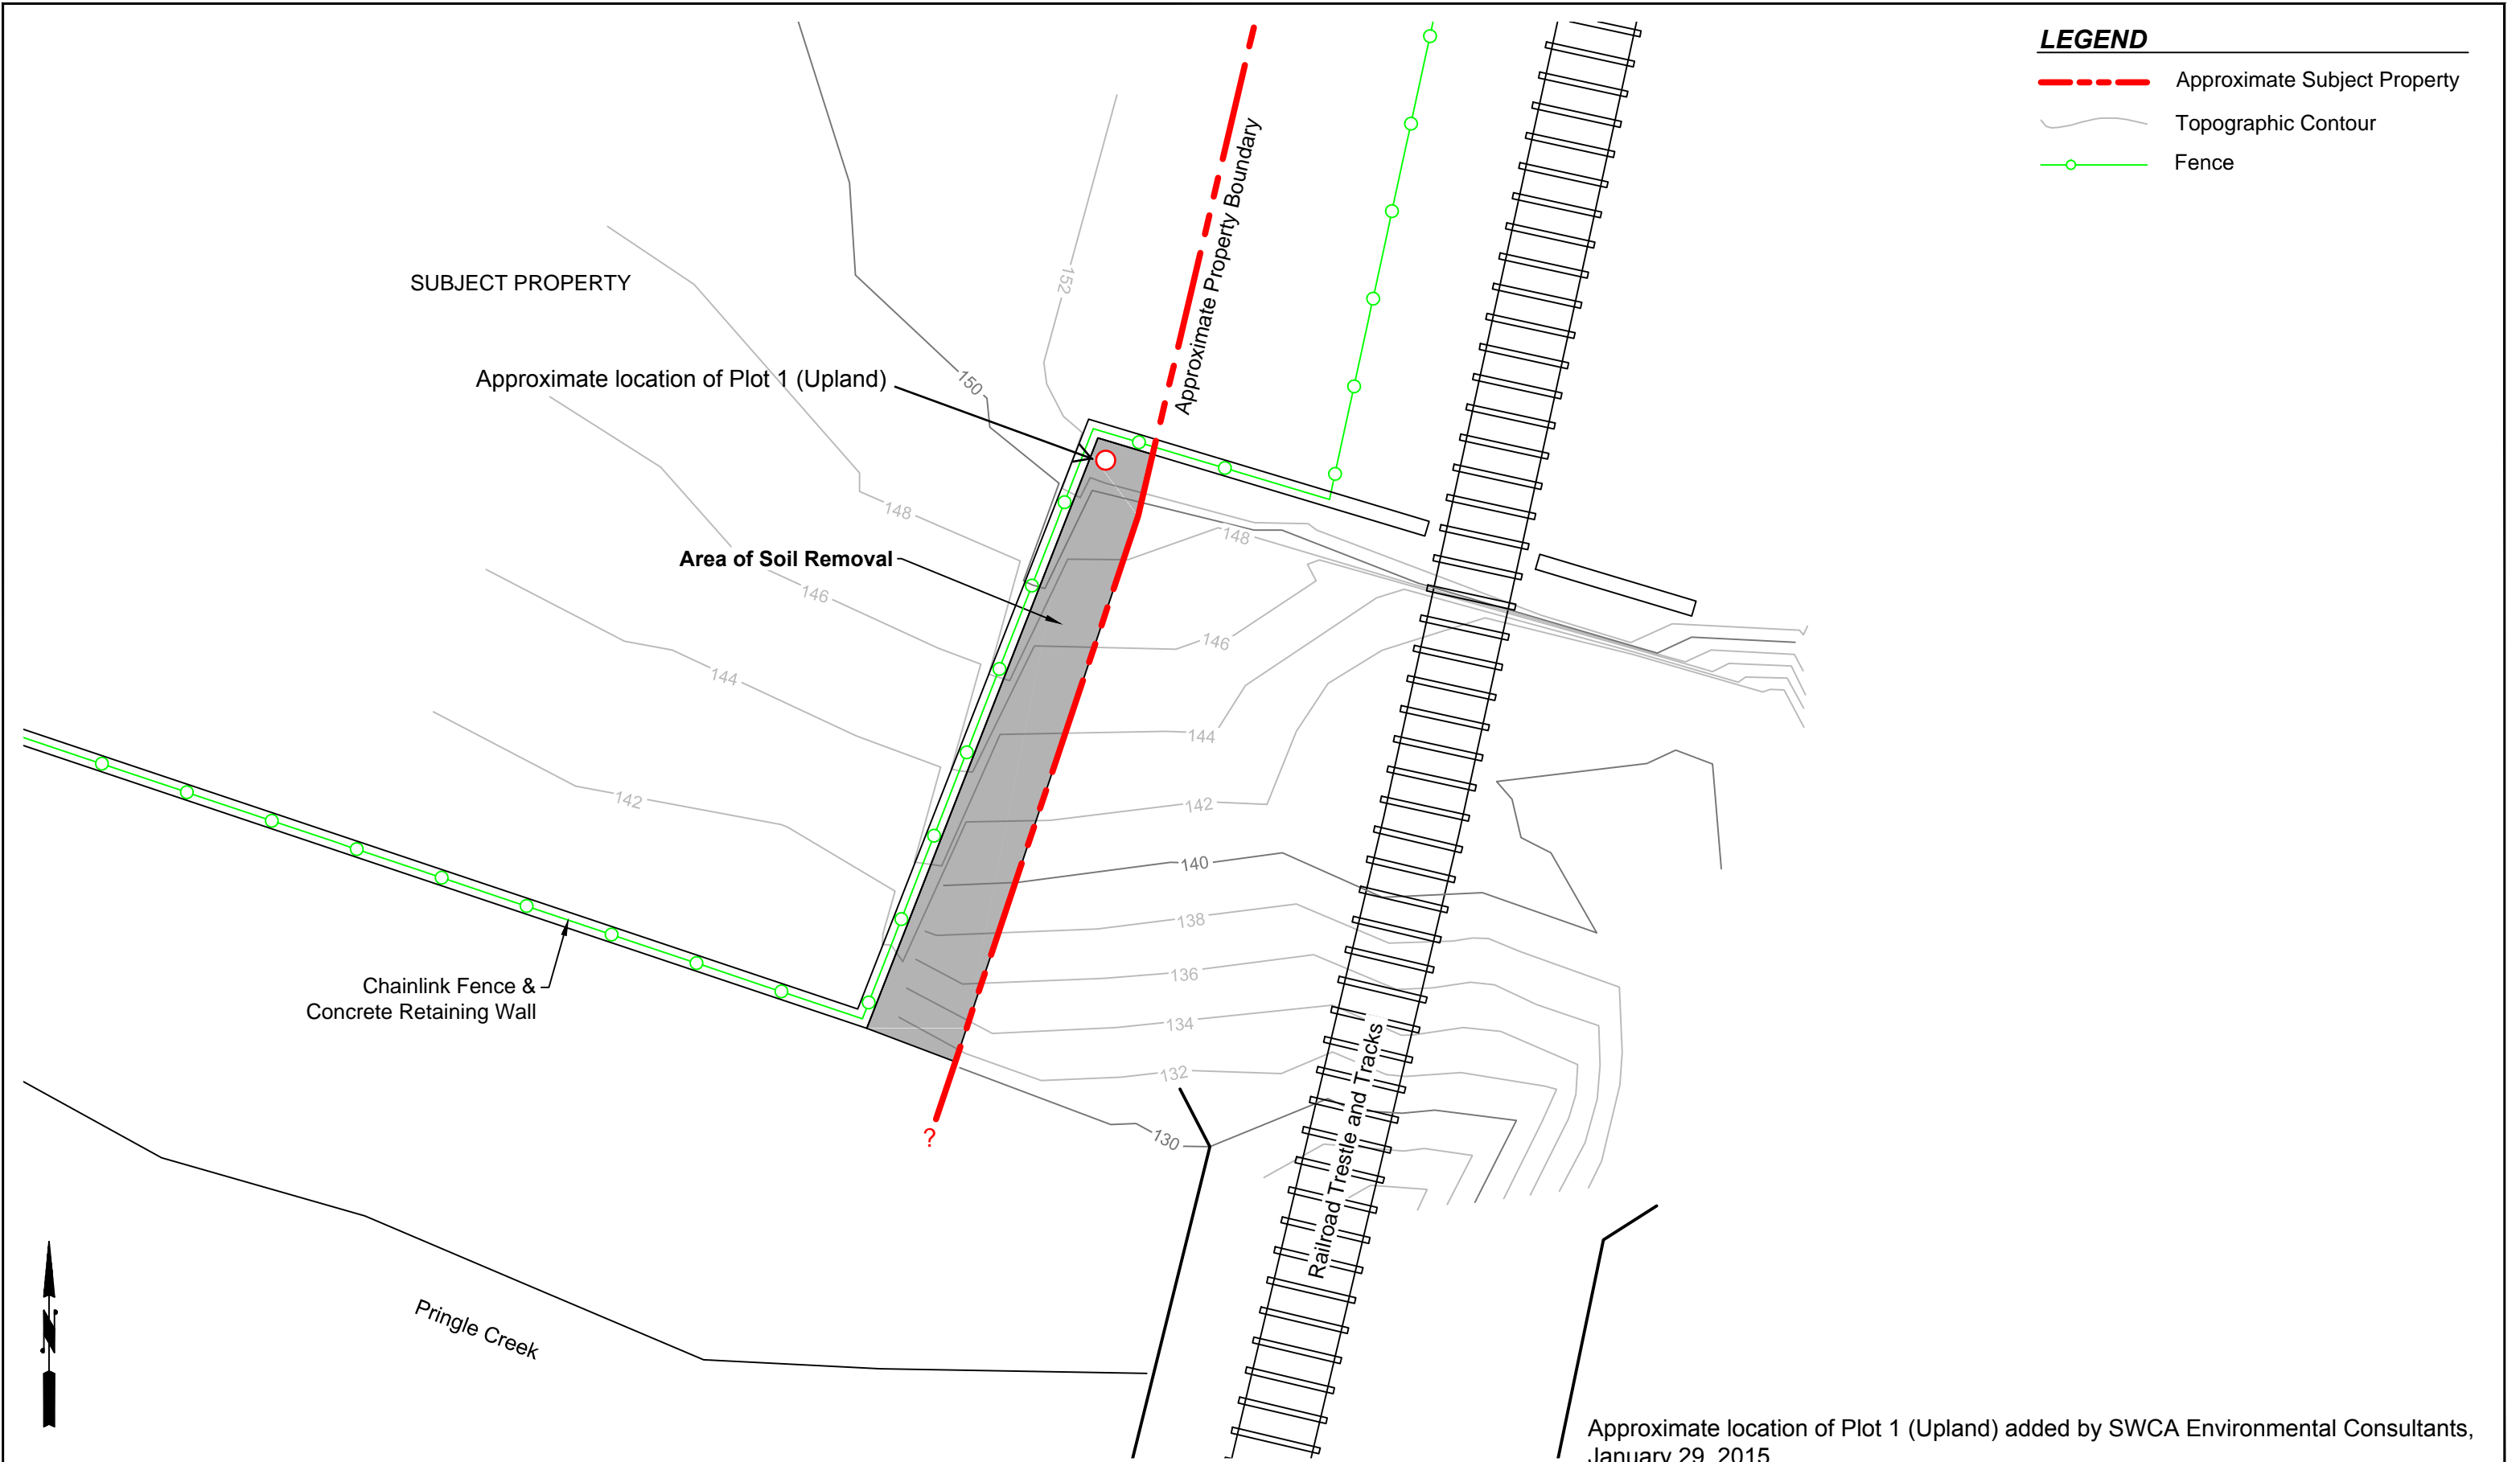 LEGEND
Approximate Subject Property
Topographic Contour
Fence
Approximate Property Boundary
SUBJECT PROPERTY
152
Approximate location of Plot 1 (Upland)
150
148
148
Area of Soil Removal
146
146
144
144
142
142
140
138
136
134
132
130
Chainlink Fence &
Concrete Retaining Wall
?
Railroad Trestle and Tracks
Pringle Creek
N
Approximate location of Plot 1 (Upland) added by SWCA Environmental Consultants,
January 29, 2015